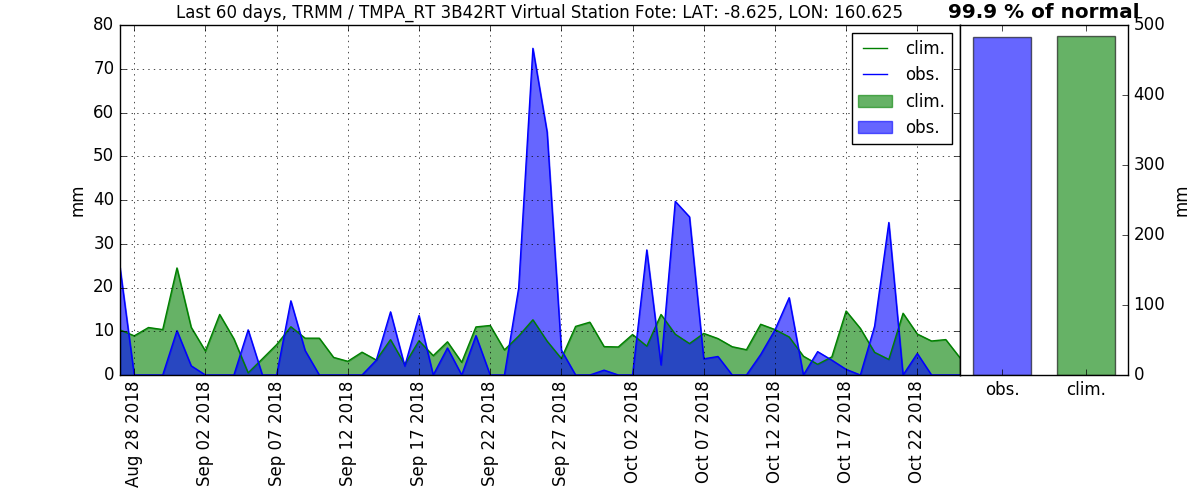 Last 60 days, TRMM / TMPA_RT 3B42RT Virtual Station Fote: LAT: -8.625, LON: 160.625
99.9 % of normal
80
70
60
50
40
30
20
10
0
mm
clim.
obs.
clim.
obs.
Aug 28 2018
Sep 02 2018
Sep 07 2018
Sep 12 2018
Sep 17 2018
Sep 22 2018
Sep 27 2018
Oct 02 2018
Oct 07 2018
Oct 12 2018
Oct 17 2018
Oct 22 2018
500
400
300
200
100
0
mm
obs.
clim.